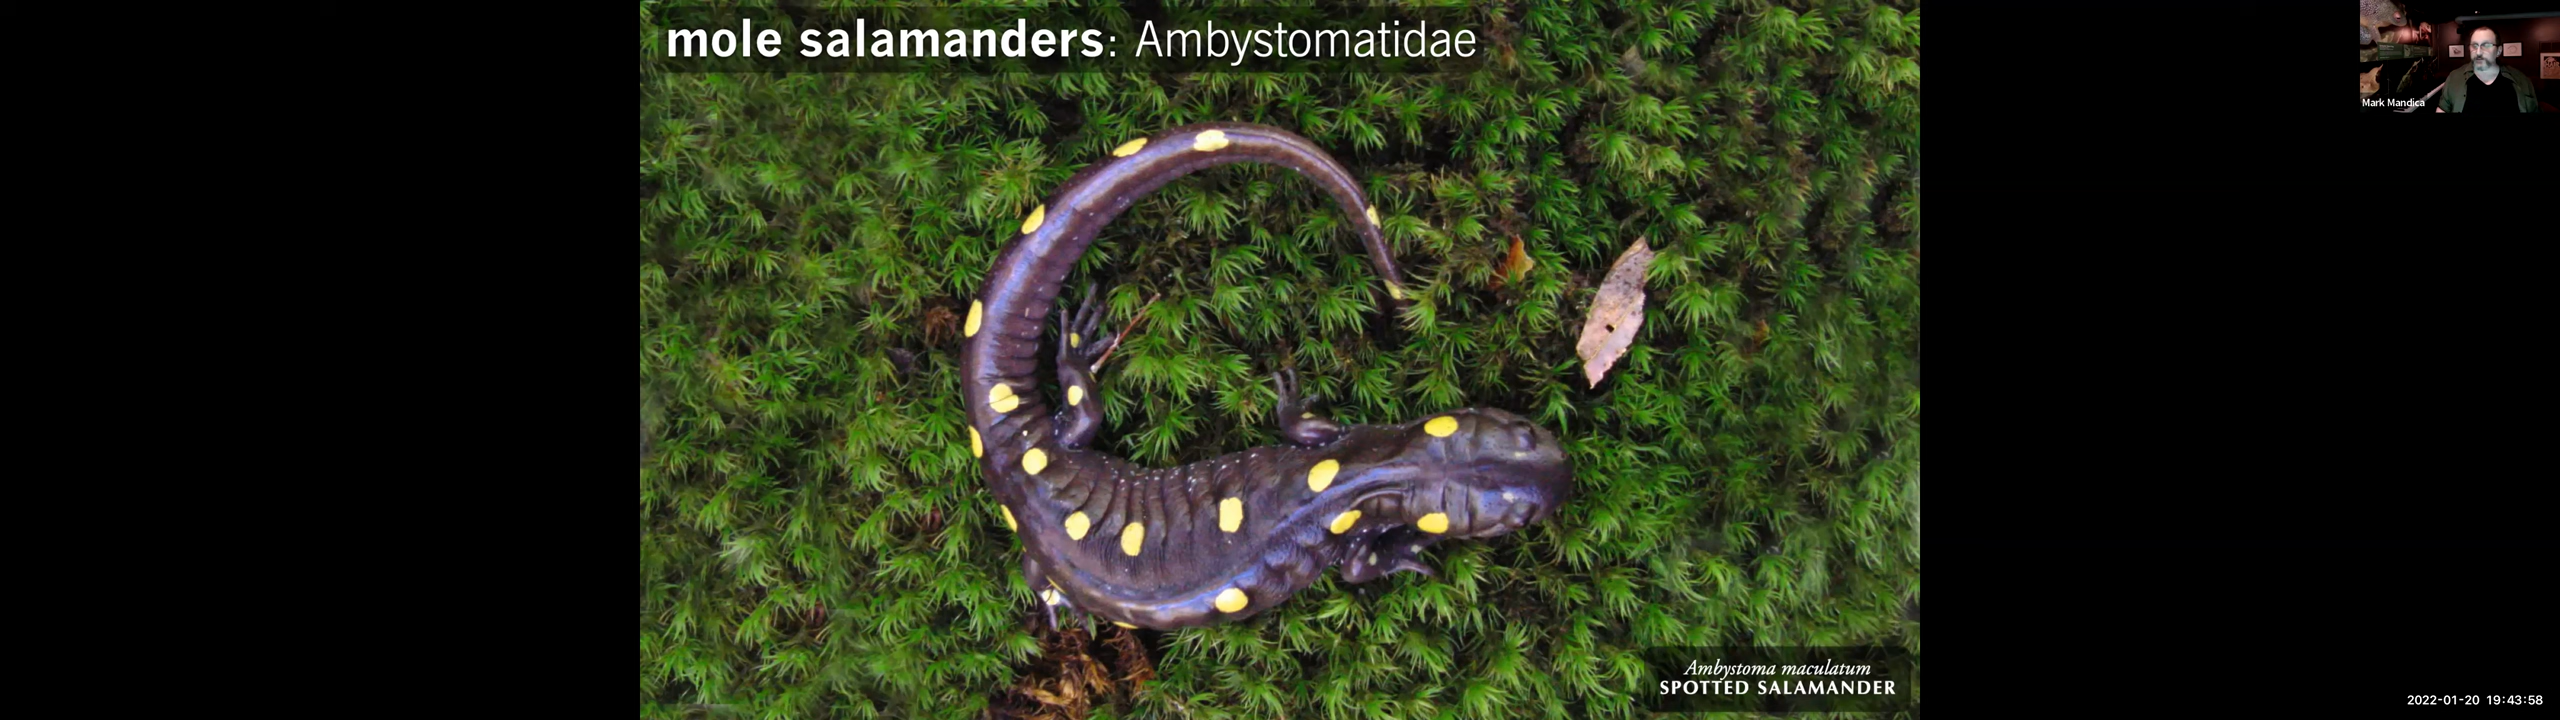 mole salamanders: Ambystomatidae
Mark Mandica
Ambystoma maculatum
SPOTTED SALAMANDER
2022-01-20 19:43:58